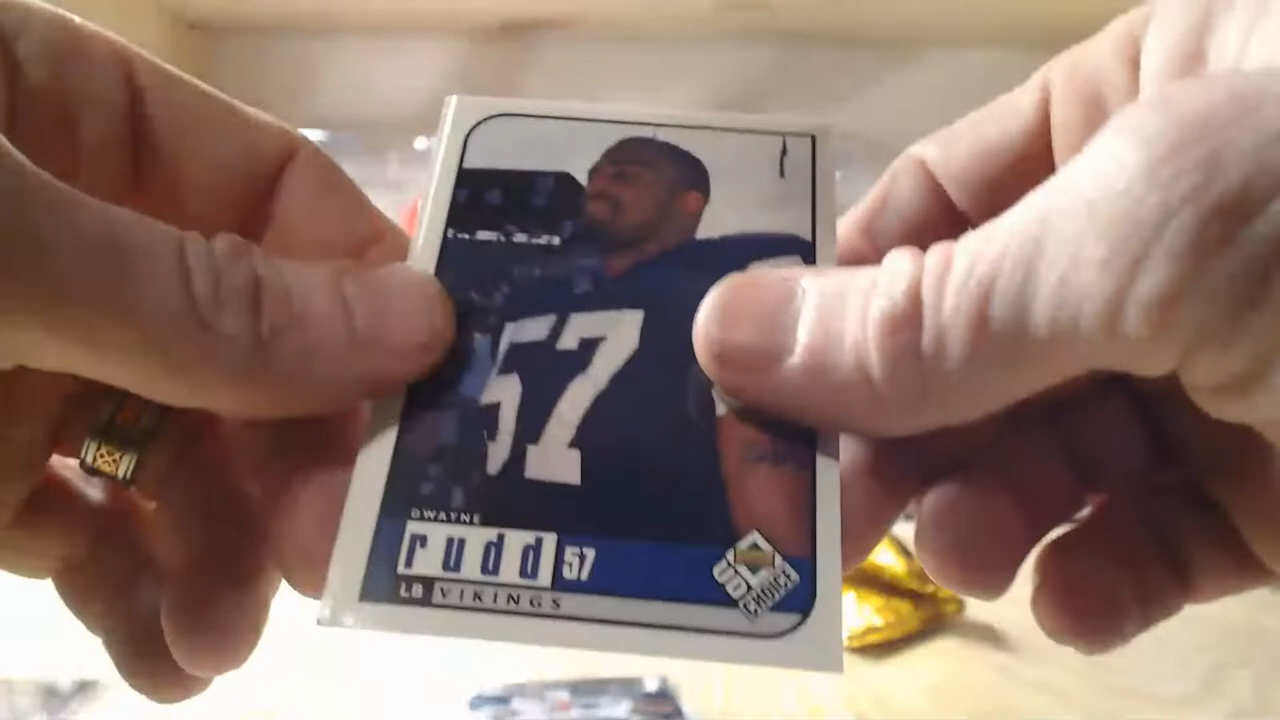 57
DWAYNE
rudd 57
LB VIKINGS
UD
CHOICE